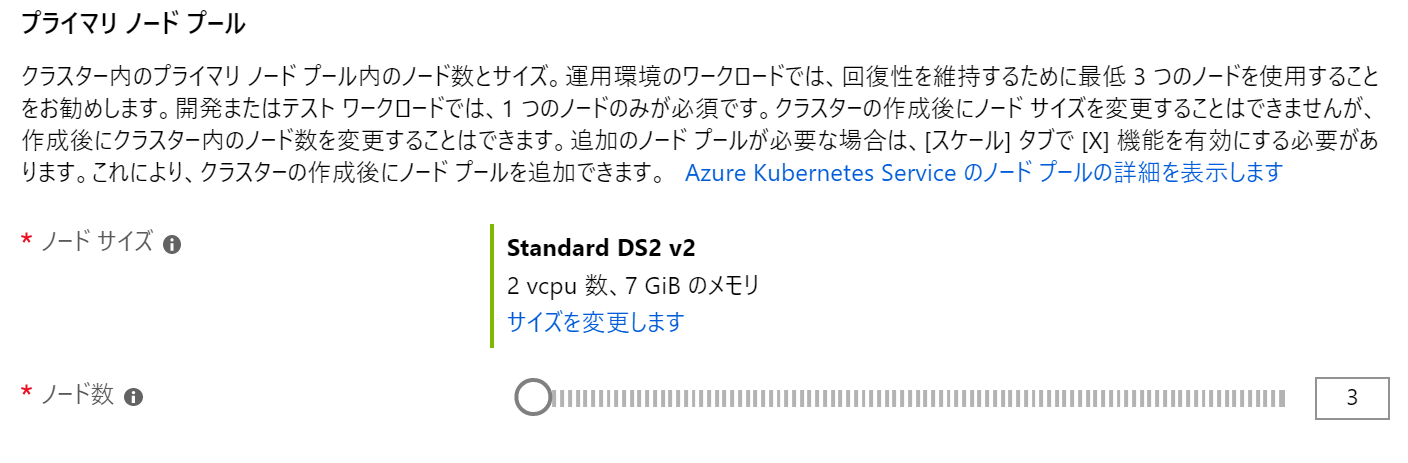 プライマリ ノード プール
クラスター内のプライマリ ノード プール内のノード数とサイズ。運用環境のワークロードでは、回復性を維持するために最低 3 つのノードを使用すること
をお勧めします。開発またはテスト ワークロードでは、1 つのノードのみが必須です。クラスターの作成後にノード サイズを変更することはできませんが、
作成後にクラスター内のノード数を変更することはできます。追加のノード プールが必要な場合は、[スケール] タブで [X] 機能を有効にする必要があ
ります。これにより、クラスターの作成後にノード プールを追加できます。 Azure Kubernetes Service のノード プールの詳細を表示します
* ノード サイズ
Standard DS2 v2
2 vcpu 数、7 GiB のメモリ
サイズを変更します
* ノード数
3